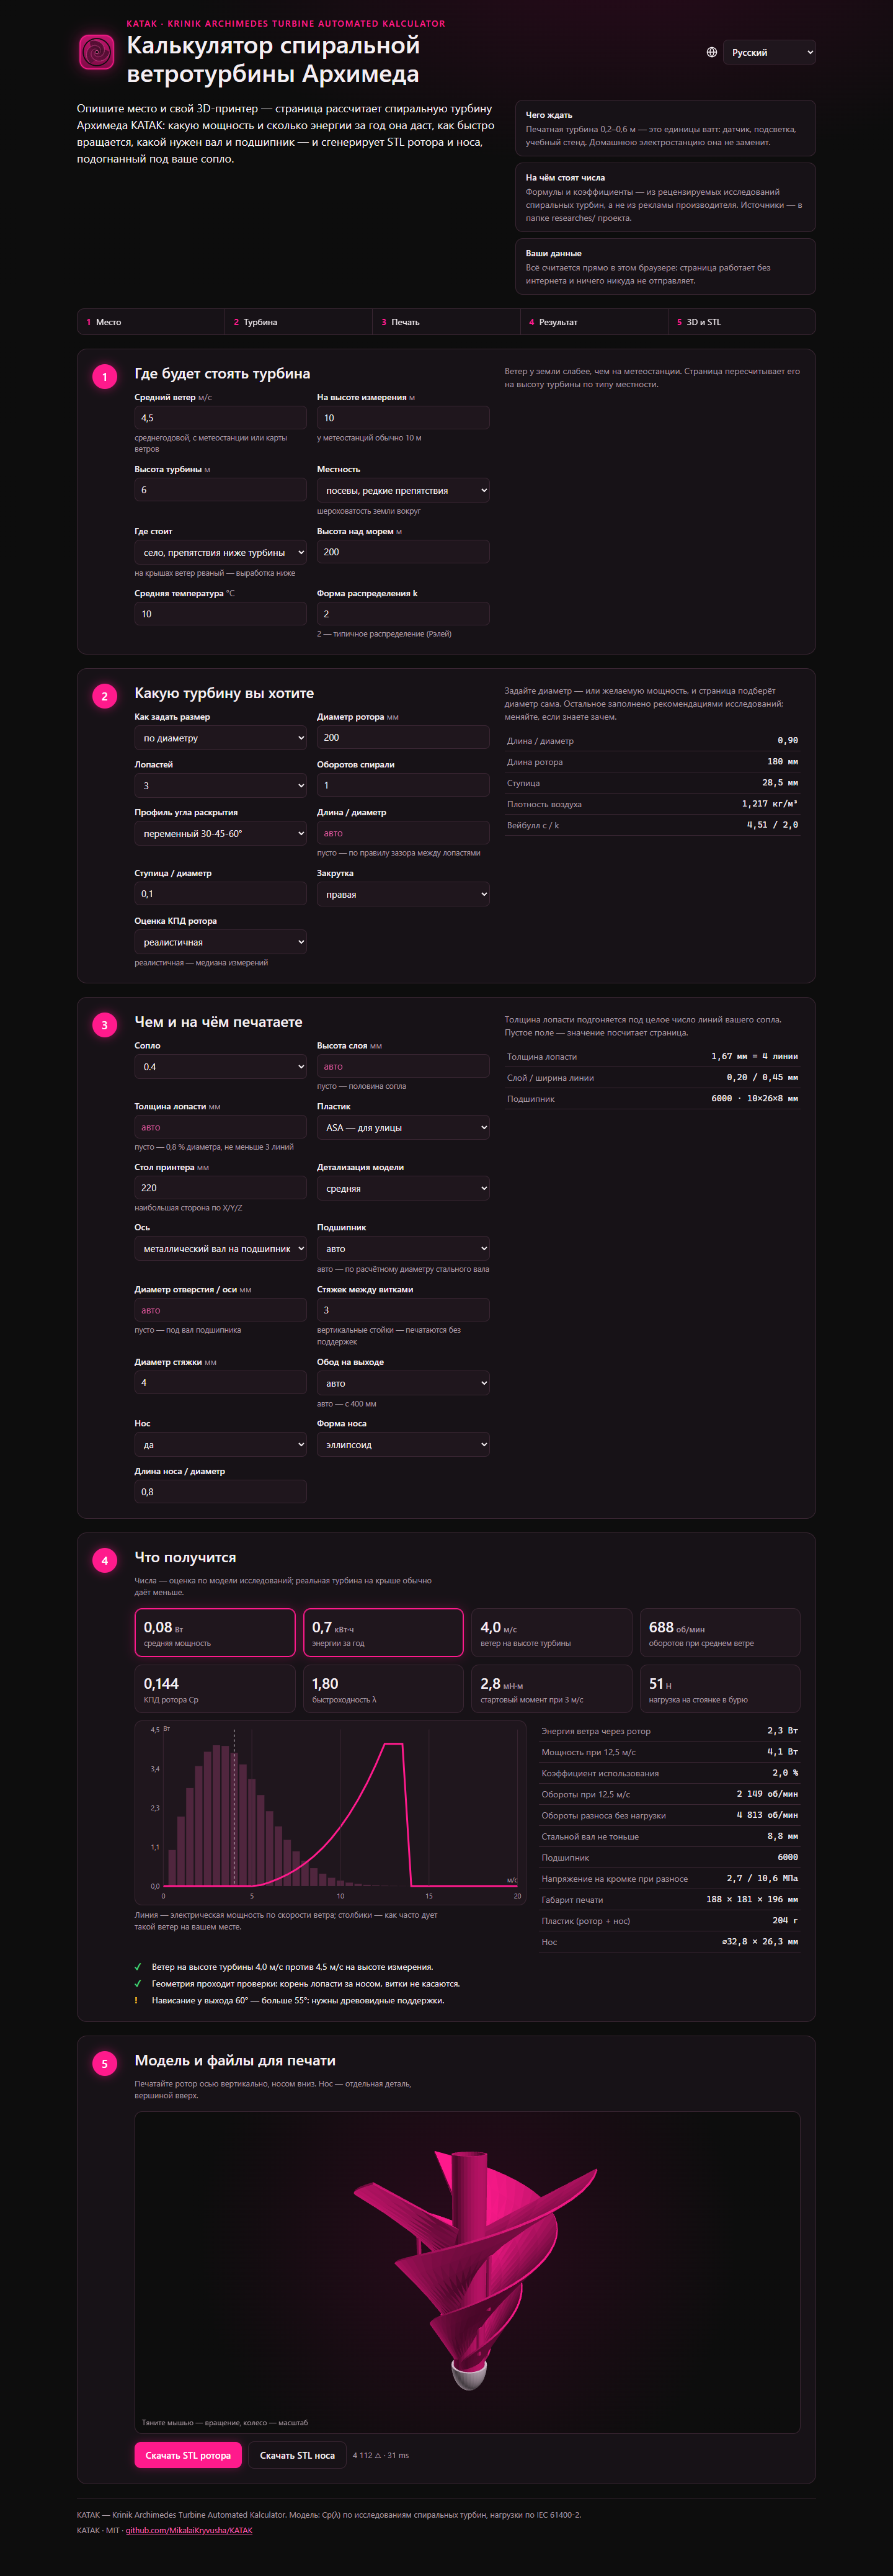 KATAK · KRINIK ARCHIMEDES TURBINE AUTOMATED KALCULATOR
Калькулятор спиральной
ветротурбины Архимеда
Русский
Опишите место и свой 3D-принтер — страница рассчитает спиральную турбину
Архимеда KATAK: какую мощность и сколько энергии за год она даст, как быстро
вращается, какой нужен вал и подшипник — и сгенерирует STL ротора и носа,
подогнанный под ваше сопло.
Чего ждать
Печатная турбина 0,2–0,6 м — это единицы ватт: датчик, подсветка,
учебный стенд. Домашнюю электростанцию она не заменит.
На чём стоят числа
Формулы и коэффициенты — из рецензируемых исследований
спиральных турбин, а не из рекламы производителя. Источники — в
папке researches/ проекта.
Ваши данные
Всё считается прямо в этом браузере: страница работает без
интернета и ничего никуда не отправляет.
1 Место
2 Турбина
3 Печать
4 Результат
5 3D и STL
1
Где будет стоять турбина
Ветер у земли слабее, чем на метеостанции. Страница пересчитывает его
на высоту турбины по типу местности.
Средний ветер м/с
На высоте измерения м
4,5
10
среднегодовой, с метеостанции или карты
ветров
у метеостанций обычно 10 м
Высота турбины м
Местность
6
посевы, редкие препятствия
шероховатость земли вокруг
Где стоит
Высота над морем м
село, препятствия ниже турбины
200
на крышах ветер рваный — выработка ниже
Средняя температура °C
Форма распределения k
10
2
2 — типичное распределение (Рэлей)
2
Какую турбину вы хотите
Задайте диаметр — или желаемую мощность, и страница подберёт
диаметр сама. Остальное заполнено рекомендациями исследований;
меняйте, если знаете зачем.
Как задать размер
Диаметр ротора мм
по диаметру
200
Лопастей
Оборотов спирали
3
1
Профиль угла раскрытия
Длина / диаметр
переменный 30-45-60°
авто
пусто — по правилу зазора между лопастями
Ступица / диаметр
Закрутка
0,1
правая
Оценка КПД ротора
реалистичная
реалистичная — медиана измерений
Длина / диаметр 0,90
Длина ротора 180 мм
Ступица 28,5 мм
Плотность воздуха 1,217 кг/м³
Вейбулл c / k 4,51 / 2,0
3
Чем и на чём печатаете
Толщина лопасти подгоняется под целое число линий вашего сопла.
Пустое поле — значение посчитает страница.
Сопло
Высота слоя мм
0.4
авто
пусто — половина сопла
Толщина лопасти мм
Пластик
авто
ASA — для улицы
пусто — 0,8 % диаметра, не меньше 3 линий
Стол принтера мм
Детализация модели
220
средняя
наибольшая сторона по X/Y/Z
Ось
Подшипник
металлический вал на подшипник
авто
авто — по расчётному диаметру стального вала
Диаметр отверстия / оси мм
Стяжек между витками
авто
3
пусто — под вал подшипника
вертикальные стойки — печатаются без
поддержек
Диаметр стяжки мм
Обод на выходе
4
авто
авто — с 400 мм
Нос
Форма носа
да
эллипсоид
Длина носа / диаметр
0,8
Толщина лопасти 1,67 мм = 4 линии
Слой / ширина линии 0,20 / 0,45 мм
Подшипник 6000 · 10×26×8 мм
4
Что получится
Числа — оценка по модели исследований; реальная турбина на крыше обычно
даёт меньше.
0,08 Вт
средняя мощность
0,7 кВт·ч
энергии за год
4,0 м/с
ветер на высоте турбины
688 об/мин
оборотов при среднем ветре
0,144
КПД ротора Cp
1,80
быстроходность λ
2,8 мН·м
стартовый момент при 3 м/с
51 Н
нагрузка на стоянке в бурю
4,5 Вт
3,4
2,3
1,1
0,0
м/с
0 5 10 15 20
Линия — электрическая мощность по скорости ветра; столбики — как часто дует
такой ветер на вашем месте.
Энергия ветра через ротор 2,3 Вт
Мощность при 12,5 м/с 4,1 Вт
Коэффициент использования 2,0 %
Обороты при 12,5 м/с 2 149 об/мин
Обороты разноса без нагрузки 4 813 об/мин
Стальной вал не тоньше 8,8 мм
Подшипник 6000
Напряжение на кромке при разносе 2,7 / 10,6 МПа
Габарит печати 188 × 181 × 196 мм
Пластик (ротор + нос) 204 г
Нос ⌀32,8 × 26,3 мм
✓ Ветер на высоте турбины 4,0 м/с против 4,5 м/с на высоте измерения.
✓ Геометрия проходит проверки: корень лопасти за носом, витки не касаются.
! Нависание у выхода 60° — больше 55°: нужны древовидные поддержки.
5
Модель и файлы для печати
Печатайте ротор осью вертикально, носом вниз. Нос — отдельная деталь,
вершиной вверх.
Тяните мышью — вращение, колесо — масштаб
Скачать STL ротора
Скачать STL носа
4 112 △ · 31 ms
KATAK — Krinik Archimedes Turbine Automated Kalculator. Модель: Cp(λ) по исследованиям спиральных турбин, нагрузки по IEC 61400-2.
KATAK · MIT · github.com/MikalaiKryvusha/KATAK